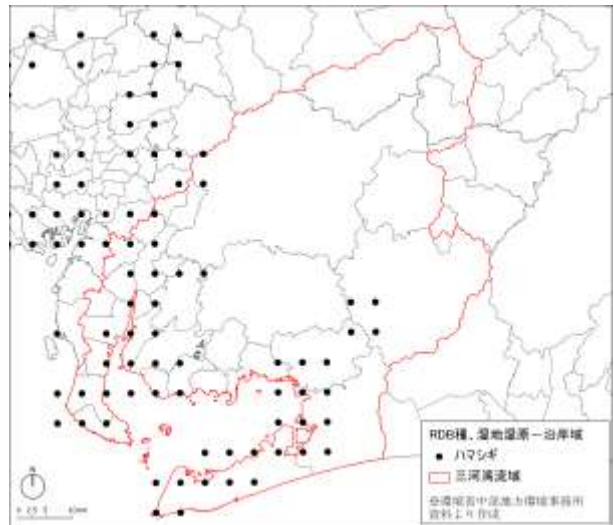 N
RDB種、湿地湿原－沿岸域
ハマシギ
三河湾流域
環境省中部地方環境事務所
資料より作成